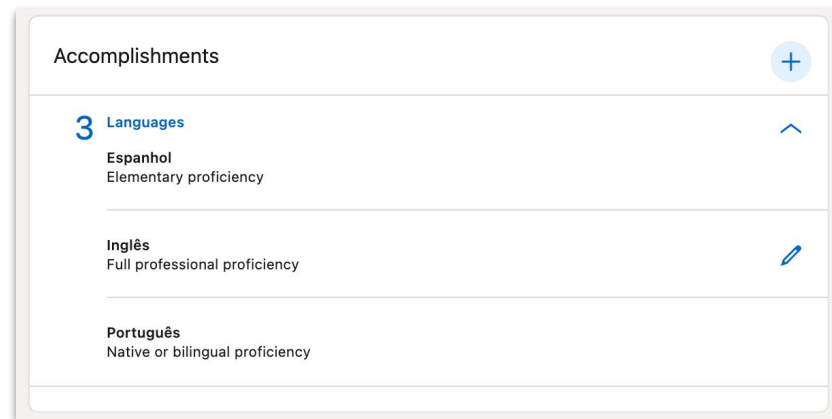 Accomplishments
3 Languages
Espanhol
Elementary proficiency
Inglês
Full professional proficiency
Português
Native or bilingual proficiency